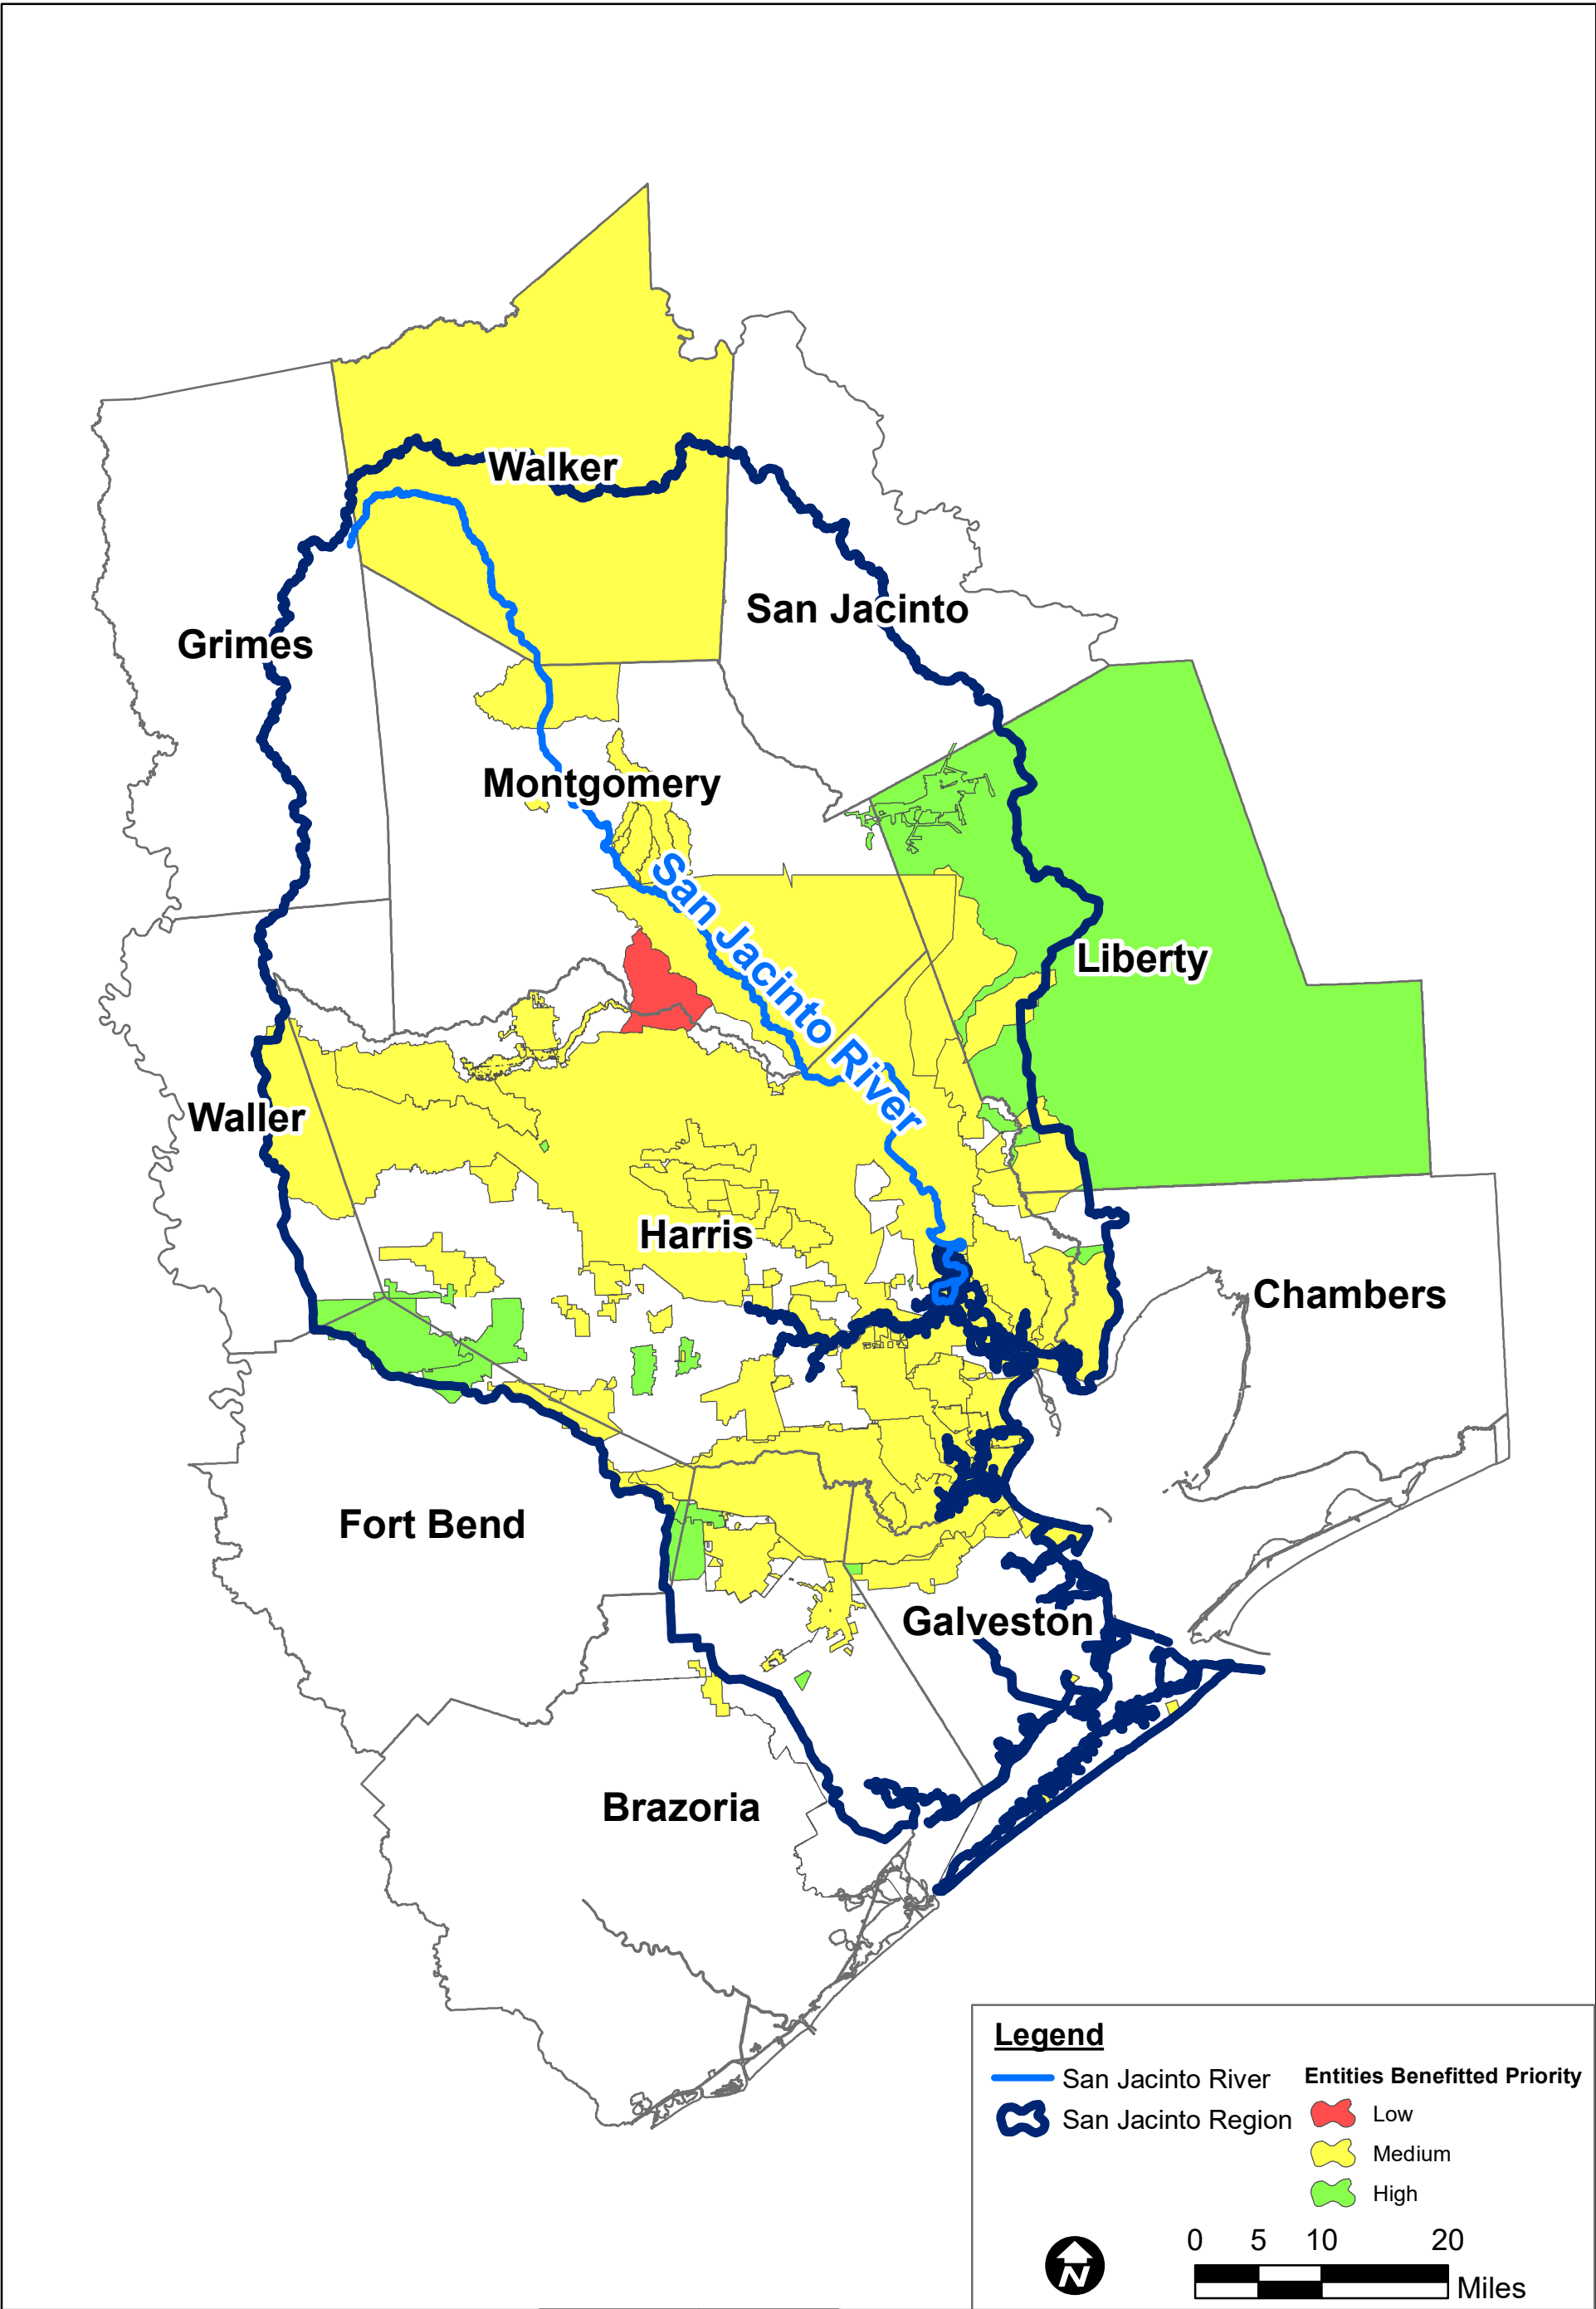 Walker
San Jacinto
Grimes
Montgomery
San Jacinto River
Liberty
Waller
Harris
Chambers
Fort Bend
Galveston
Brazoria
Legend
San Jacinto River
San Jacinto Region
Entities Benefitted Priority
Low
Medium
High
N
0 5 10 20
Miles